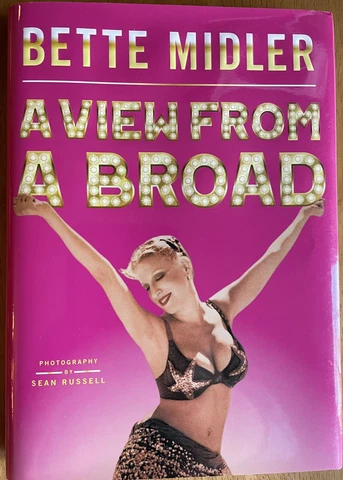 BETTE MIDLER
A VIEW FROM
A BROAD
PHOTOGRAPHY
BY
SEAN RUSSELL